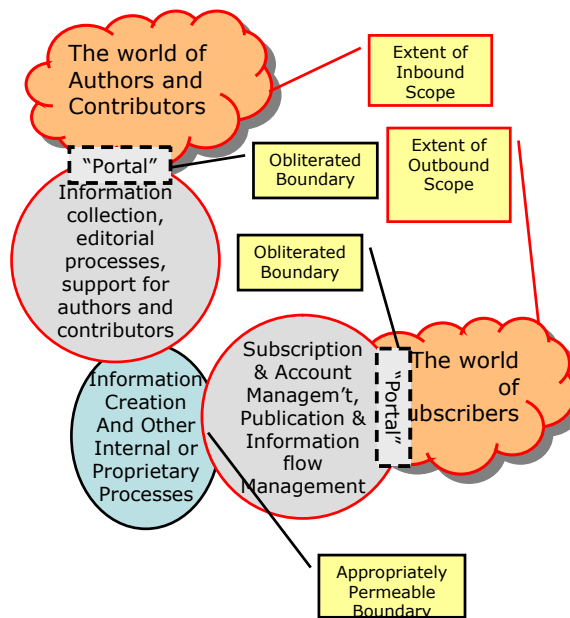 The world of
Authors and
Contributors
Extent of
Inbound
Scope
Extent of
Outbound
Scope
“Portal”
Obliterated
Boundary
Information
collection,
editorial
processes,
support for
authors and
contributors
Obliterated
Boundary
Subscription
& Account
Managem’t,
Publication &
Information
flow
Management
“Portal”
The world
of
ubscribers
Information
Creation
And Other
Internal or
Proprietary
Processes
Appropriately
Permeable
Boundary